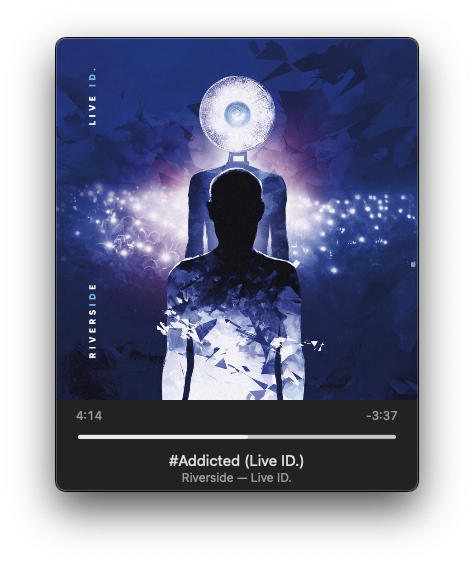 LIVE ID.
RIVERSIDE
4:14 -3:37
#Addicted (Live ID.)
Riverside — Live ID.